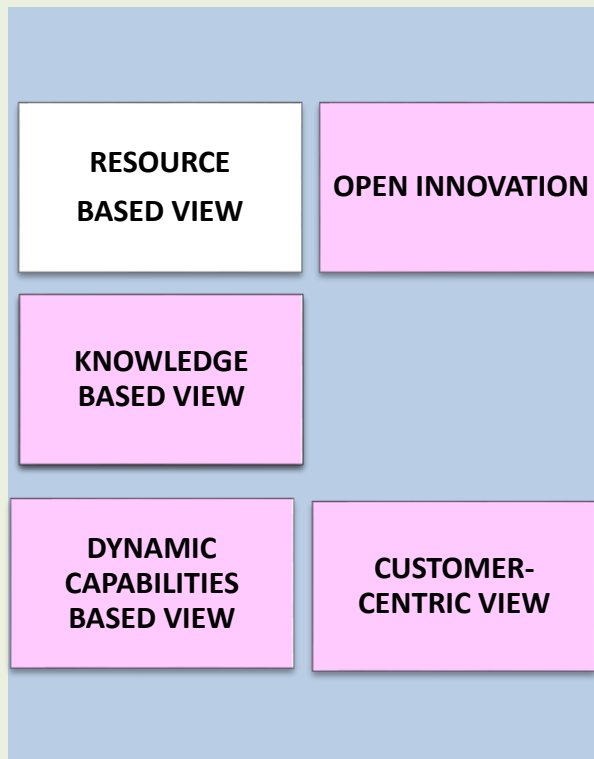 RESOURCE
BASED VIEW
OPEN INNOVATION
KNOWLEDGE
BASED VIEW
DYNAMIC
CAPABILITIES
BASED VIEW
CUSTOMER-
CENTRIC VIEW